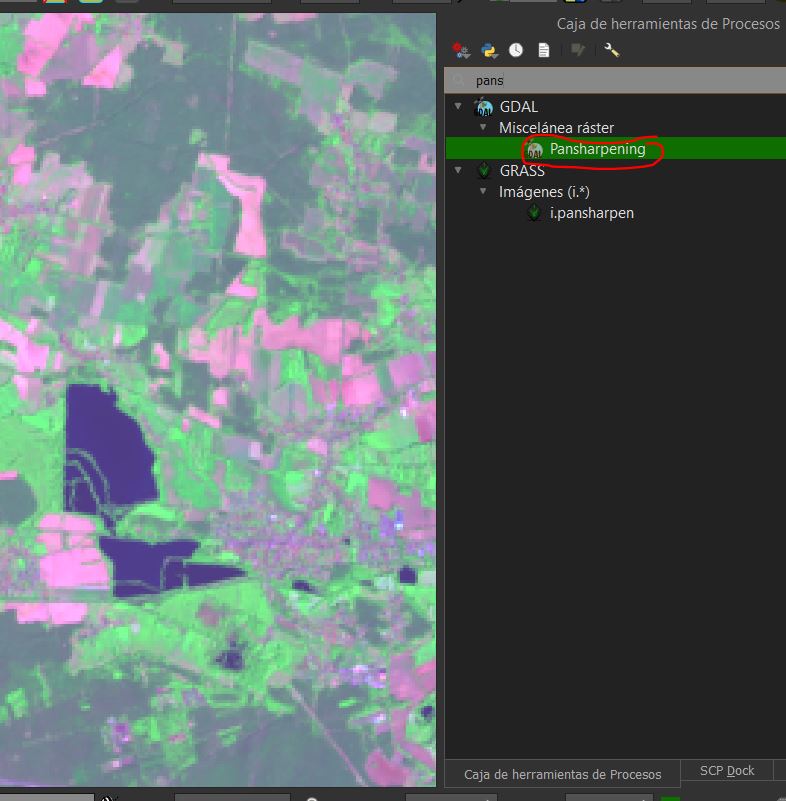 Caja de herramientas de Procesos
pans
GDAL
Miscelánea ráster
Pansharpening
GRASS
Imágenes (i.*)
i.pansharpen
Caja de herramientas de Procesos
SCP Dock